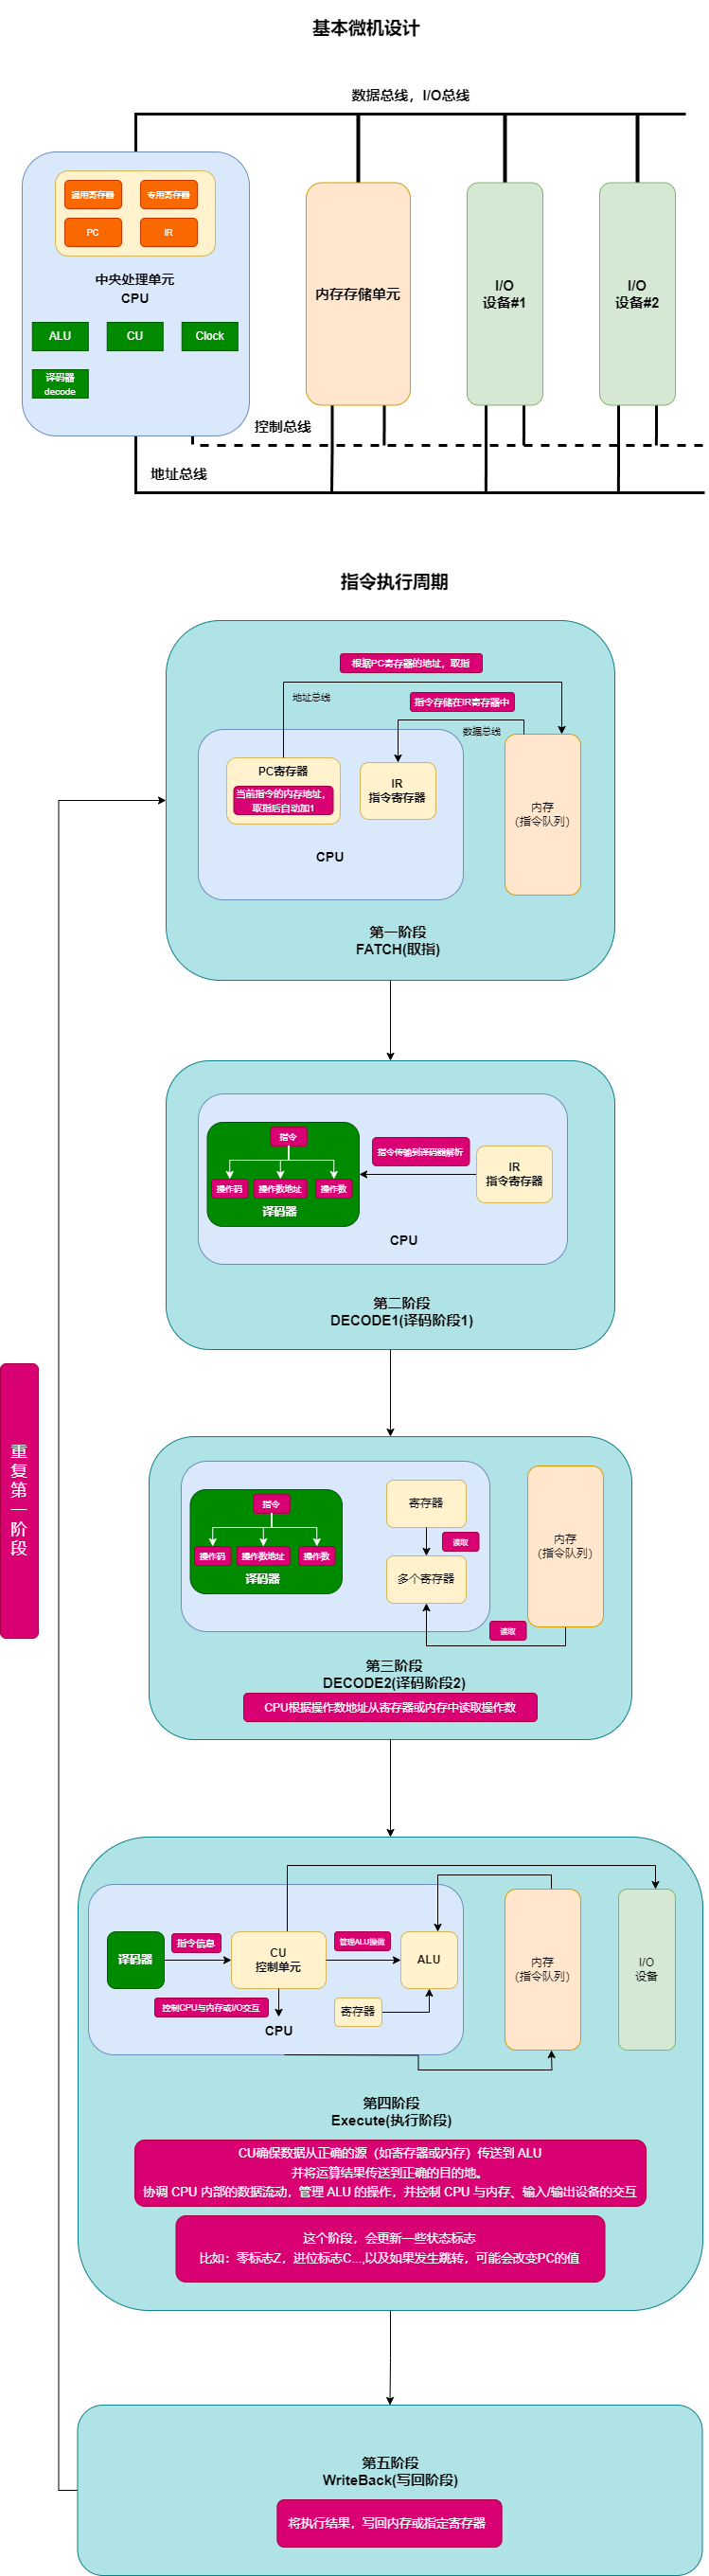 基本微机设计
数据总线，I/O总线
通用寄存器
专用寄存器
PC
IR
中央处理单元
CPU
ALU
CU
Clock
译码器
decode
内存存储单元
I/O
设备#1
I/O
设备#2
控制总线
地址总线
指令执行周期
根据PC寄存器的地址，取指
地址总线
指令存储在IR寄存器中
数据总线
PC寄存器
当前指令的内存地址，
取指后自动加1
IR
指令寄存器
CPU
内存
（指令队列）
第一阶段
FATCH(取指)
指令
操作码
操作数地址
操作数
译码器
指令传输到译码器解析
IR
指令寄存器
CPU
第二阶段
DECODE1(译码阶段1)
重复第一阶段
指令
操作码
操作数地址
操作数
译码器
寄存器
读取
多个寄存器
内存
（指令队列）
读取
第三阶段
DECODE2(译码阶段2)
CPU根据操作数地址从寄存器或内存中读取操作数
译码器
指令信息
CU
控制单元
管理ALU操做
ALU
控制CPU与内存或I/O交互
寄存器
CPU
内存
（指令队列）
I/O
设备
第四阶段
Execute(执行阶段)
CU确保数据从正确的源（如寄存器或内存）传送到 ALU
并将运算结果传送到正确的目的地。
协调 CPU 内部的数据流动，管理 ALU 的操作，并控制 CPU 与内存、输入/输出设备的交互
这个阶段，会更新一些状态标志
比如：零标志Z，进位标志C...,以及如果发生跳转，可能会改变PC的值
第五阶段
WriteBack(写回阶段)
将执行结果，写回内存或指定寄存器